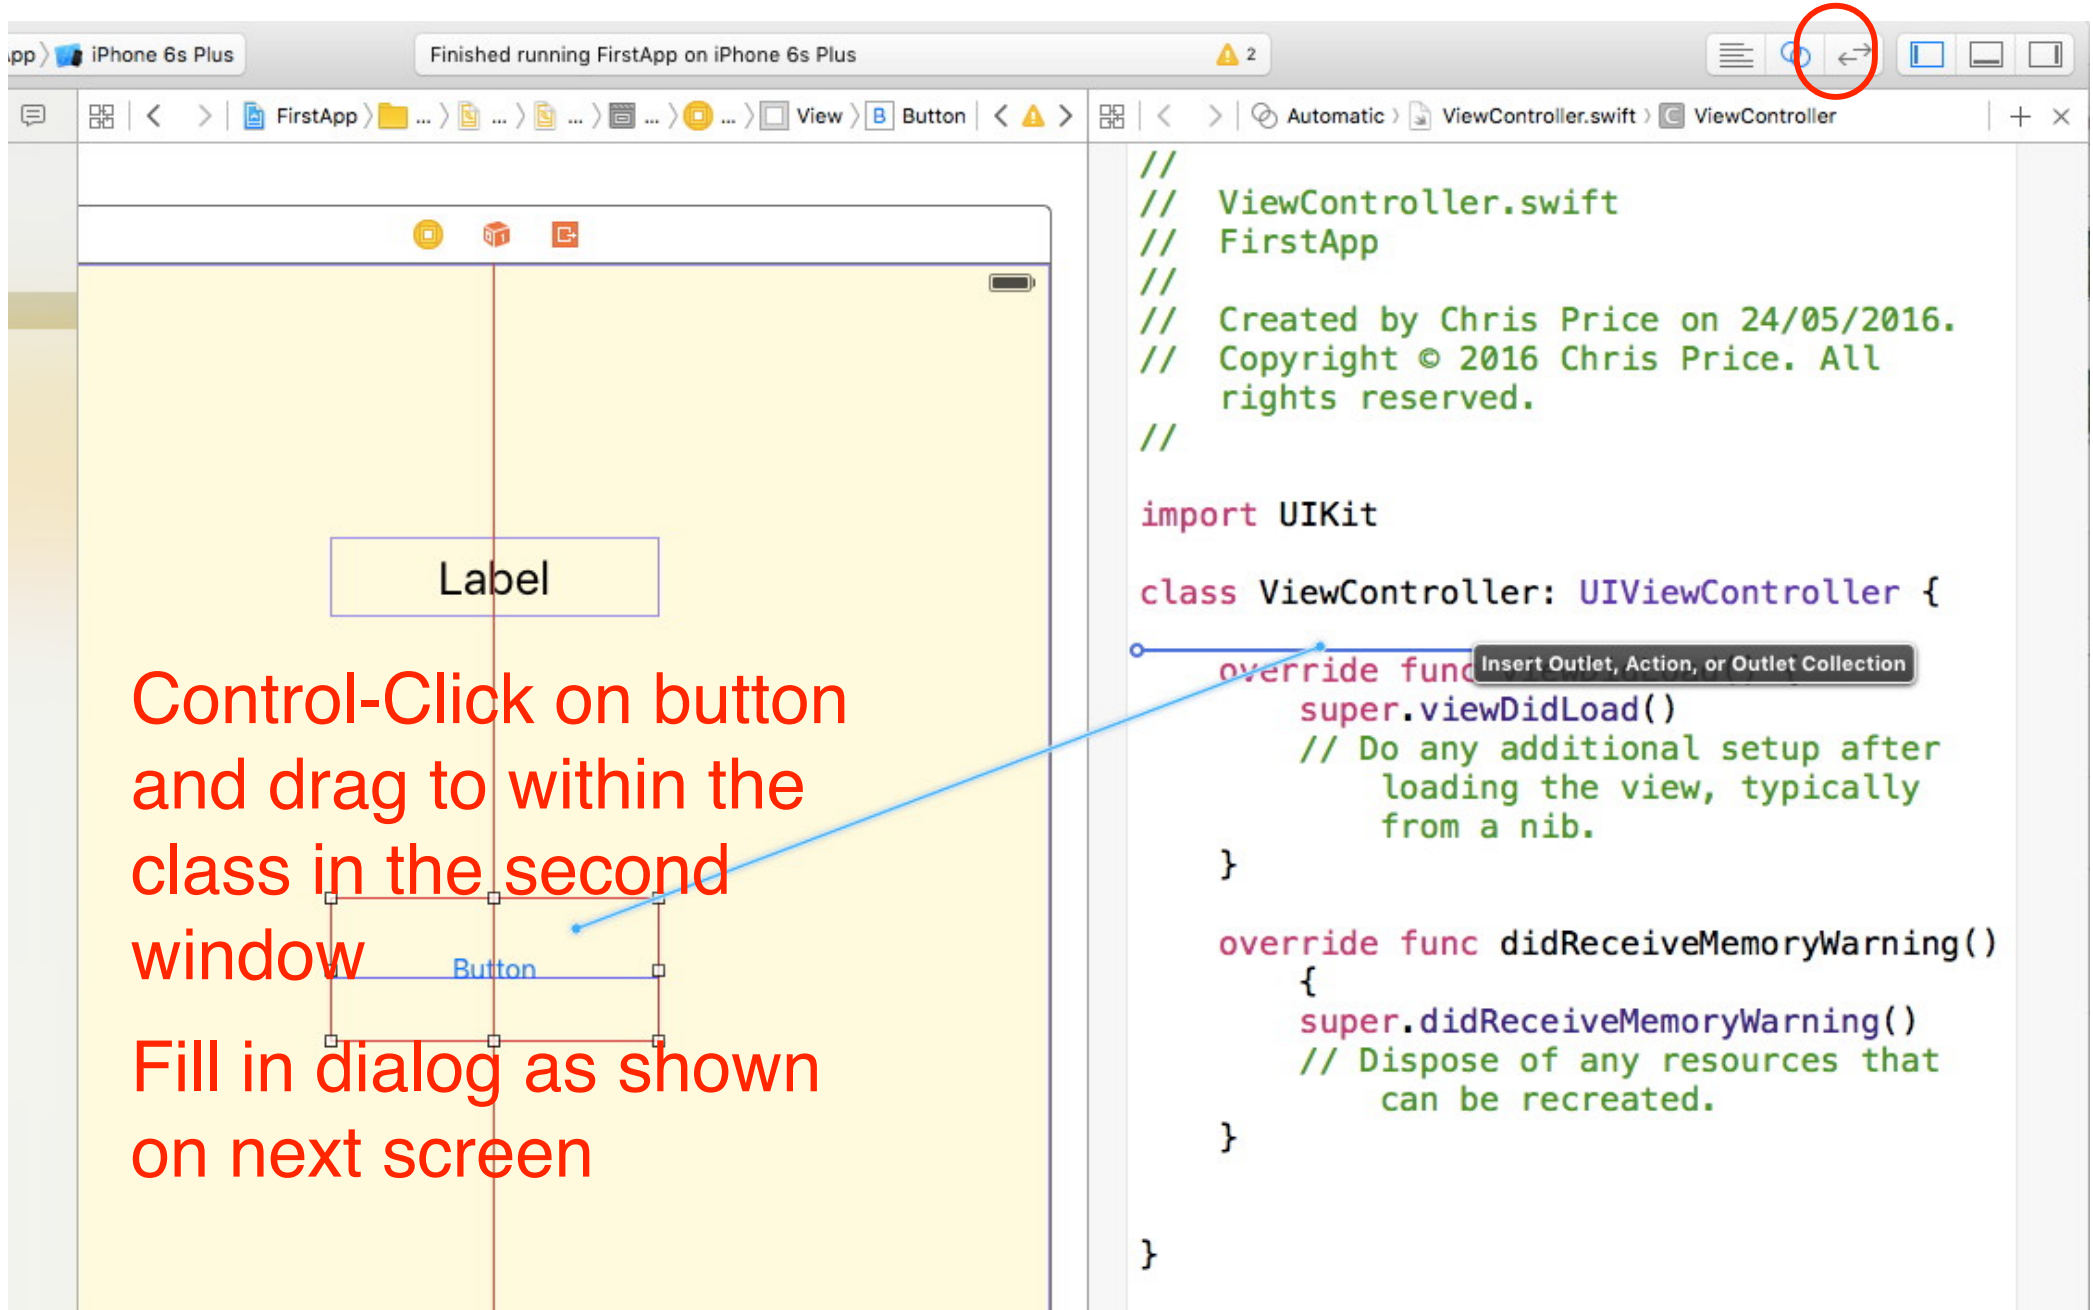 App iPhone 6s Plus
Finished running FirstApp on iPhone 6s Plus
2
FirstApp ... ... ... ... ... View B Button
Automatic ViewController.swift C ViewController
//
// ViewController.swift
// FirstApp
//
// Created by Chris Price on 24/05/2016.
// Copyright © 2016 Chris Price. All
rights reserved.
//
import UIKit
class ViewController: UIViewController {
override func viewDidLoad() {
Insert Outlet, Action, or Outlet Collection
super.viewDidLoad()
// Do any additional setup after
loading the view, typically
from a nib.
}
override func didReceiveMemoryWarning()
{
super.didReceiveMemoryWarning()
// Dispose of any resources that
can be recreated.
}
}
Label
Control-Click on button
and drag to within the
class in the second
window
Button
Fill in dialog as shown
on next screen